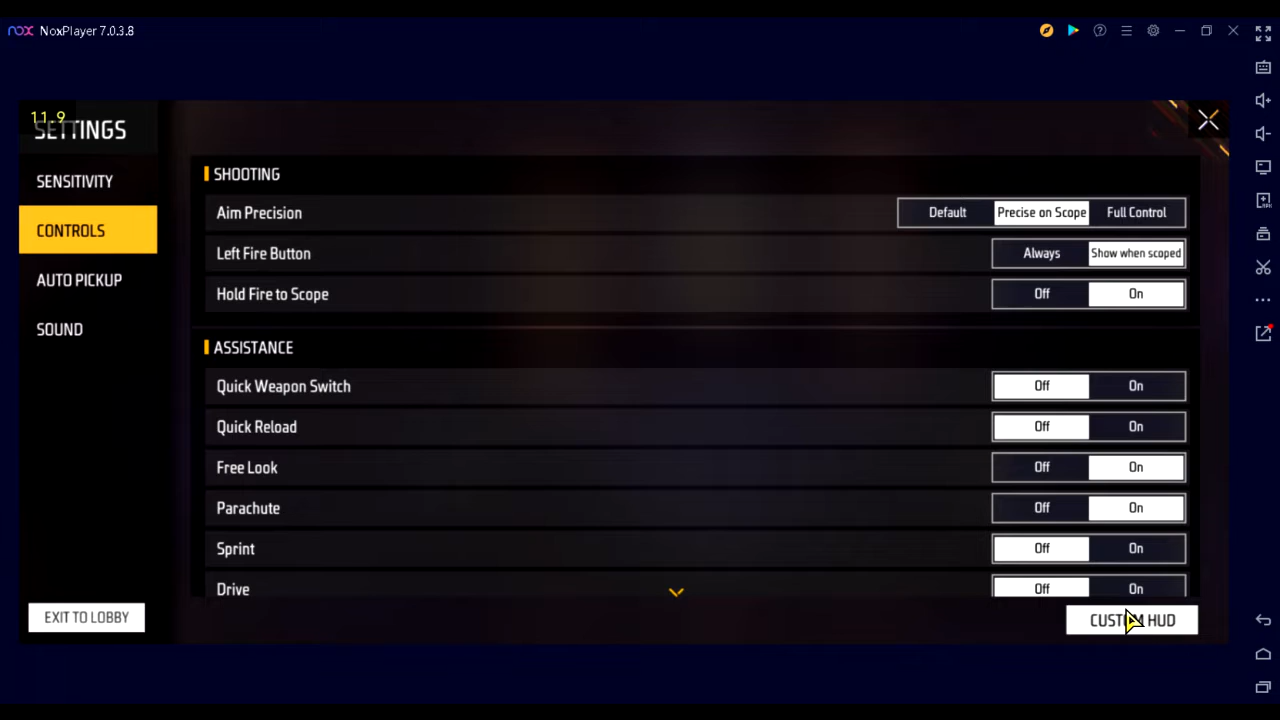 nox NoxPlayer 7.0.3.8
11.9
SETTINGS
SENSITIVITY
CONTROLS
AUTO PICKUP
SOUND
EXIT TO LOBBY
SHOOTING
Aim Precision Default Precise on Scope Full Control
Left Fire Button Always Show when scoped
Hold Fire to Scope Off On
ASSISTANCE
Quick Weapon Switch Off On
Quick Reload Off On
Free Look Off On
Parachute Off On
Sprint Off On
Drive Off On
CUSTOM HUD